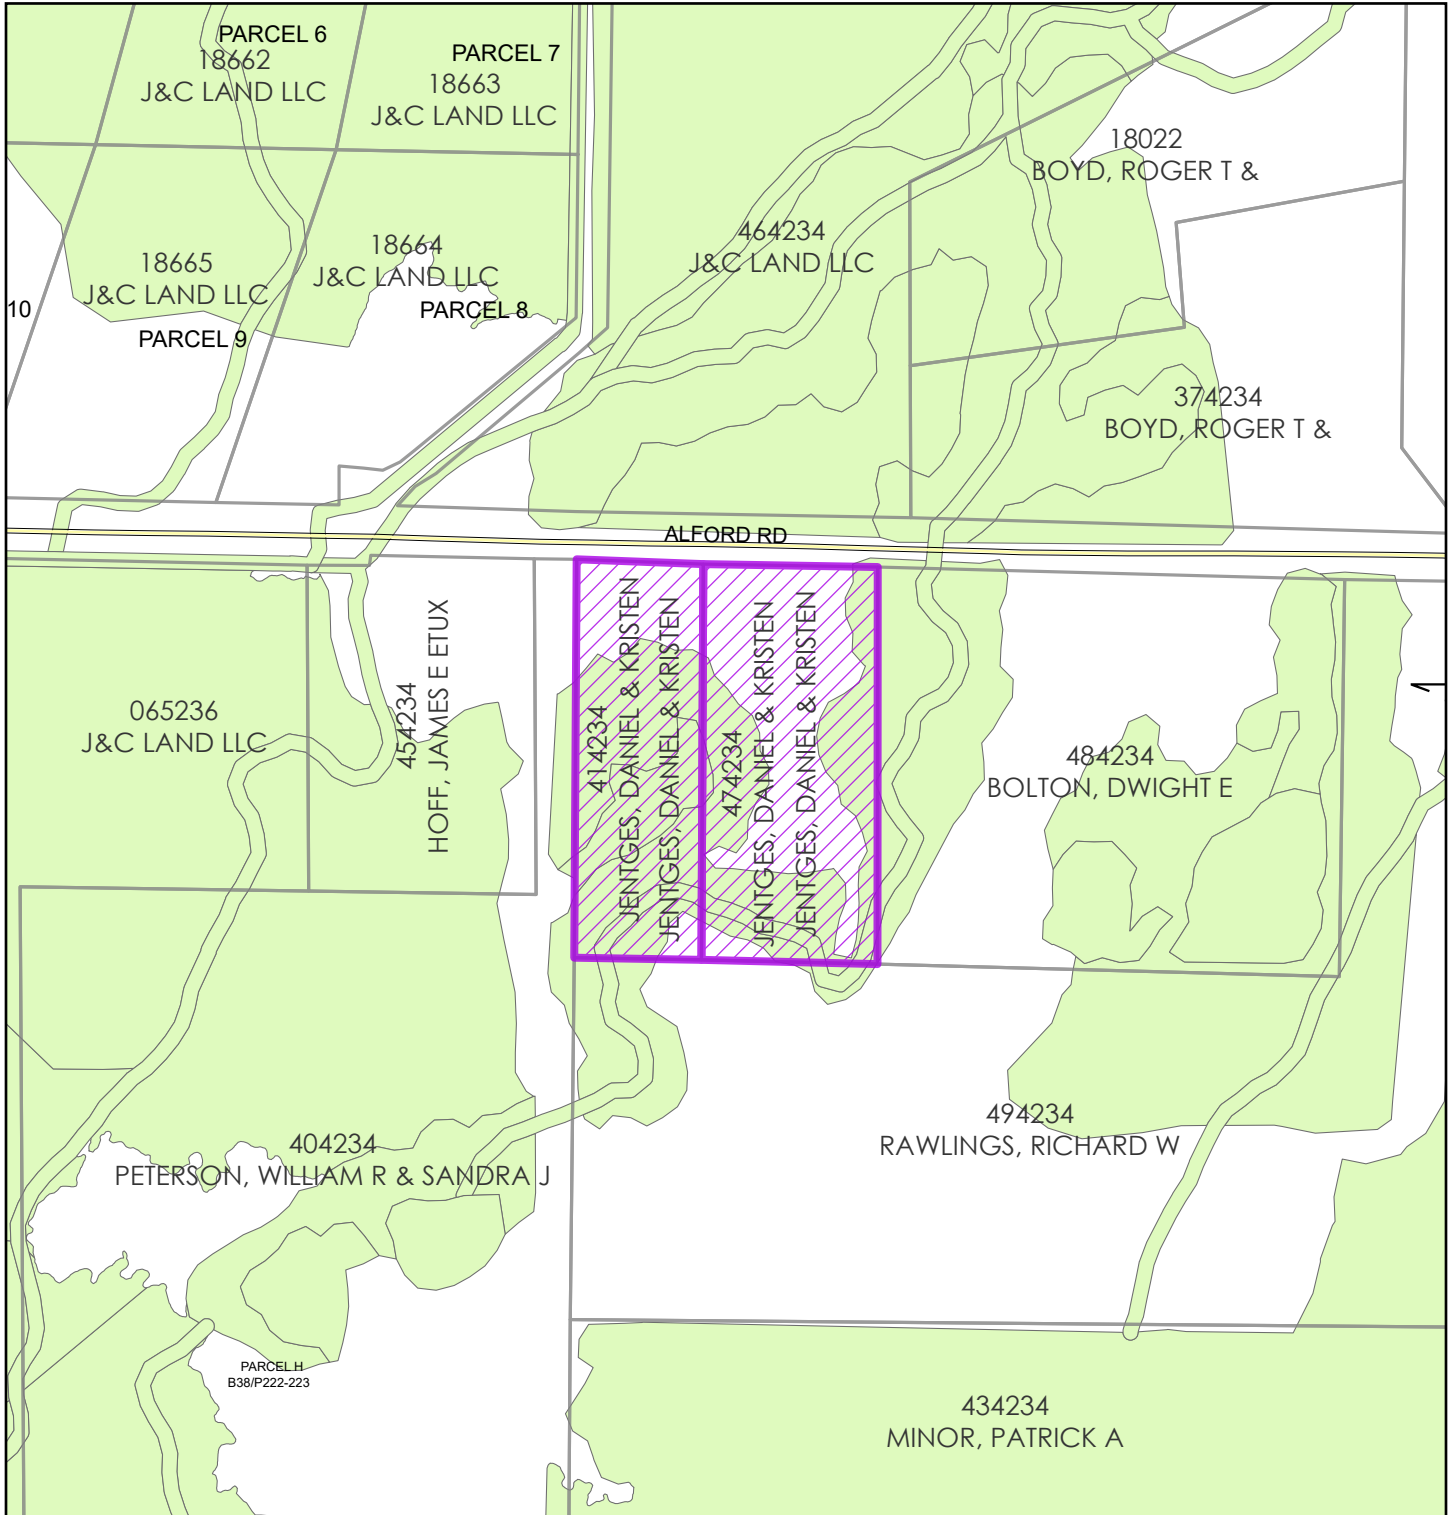 PARCEL 6
18662
J&C LAND LLC
PARCEL 7
18663
J&C LAND LLC
18022
BOYD, ROGER T &
464234
J&C LAND LLC
18664
J&C LAND LLC
PARCEL 8
18665
J&C LAND LLC
PARCEL 9
10
374234
BOYD, ROGER T &
ALFORD RD
065236
J&C LAND LLC
454234
HOFF, JAMES E ETUX
414234
JENTGES, DANIEL & KRISTEN
JENTGES, DANIEL & KRISTEN
474234
JENTGES, DANIEL & KRISTEN
JENTGES, DANIEL & KRISTEN
484234
BOLTON, DWIGHT E
494234
RAWLINGS, RICHARD W
404234
PETERSON, WILLIAM R & SANDRA J
PARCEL H
B38/P222-223
434234
MINOR, PATRICK A